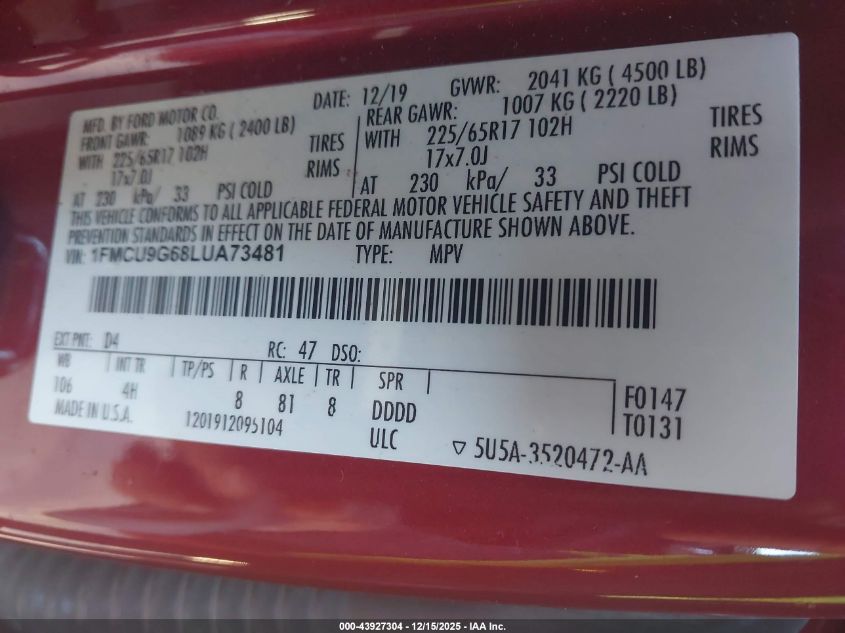 MFD. BY FORD MOTOR CO.
DATE: 12/19
GVWR: 2041 KG ( 4500 LB)
FRONT GAWR: 1089 KG ( 2400 LB)
REAR GAWR: 1007 KG ( 2220 LB)
WITH 225/65R17 102H TIRES
WITH 225/65R17 102H TIRES
17x7.0J RIMS
17x7.0J RIMS
AT 230 kPa/ 33 PSI COLD
AT 230 kPa/ 33 PSI COLD
THIS VEHICLE CONFORMS TO ALL APPLICABLE FEDERAL MOTOR VEHICLE SAFETY AND THEFT
PREVENTION STANDARDS IN EFFECT ON THE DATE OF MANUFACTURE SHOWN ABOVE.
VIN: 1FMCU9G68LUA73481 TYPE: MPV
EXT PNT: D4 RC: 47 DSO:
WB INT TR TP/PS R AXLE TR SPR
106 4H 8 81 8 DDDD
F0147
T0131
MADE IN U.S.A. 1201912095104 ULC
5U5A-3520472-AA
000-43927304 - 12/15/2025 - IAA Inc.